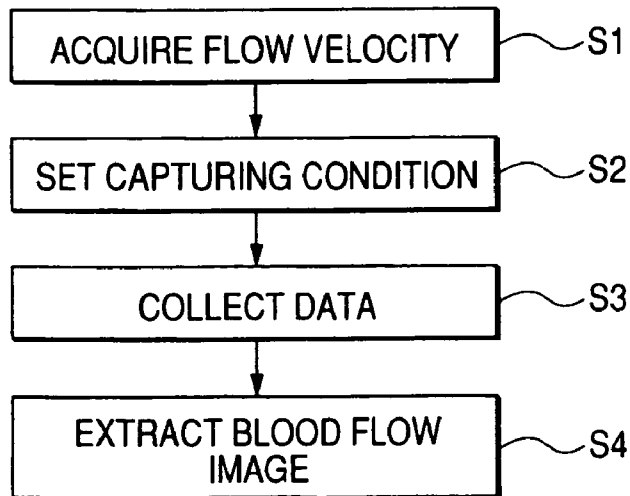 ACQUIRE FLOW VELOCITY S1
SET CAPTURING CONDITION S2
COLLECT DATA S3
EXTRACT BLOOD FLOW
IMAGE S4